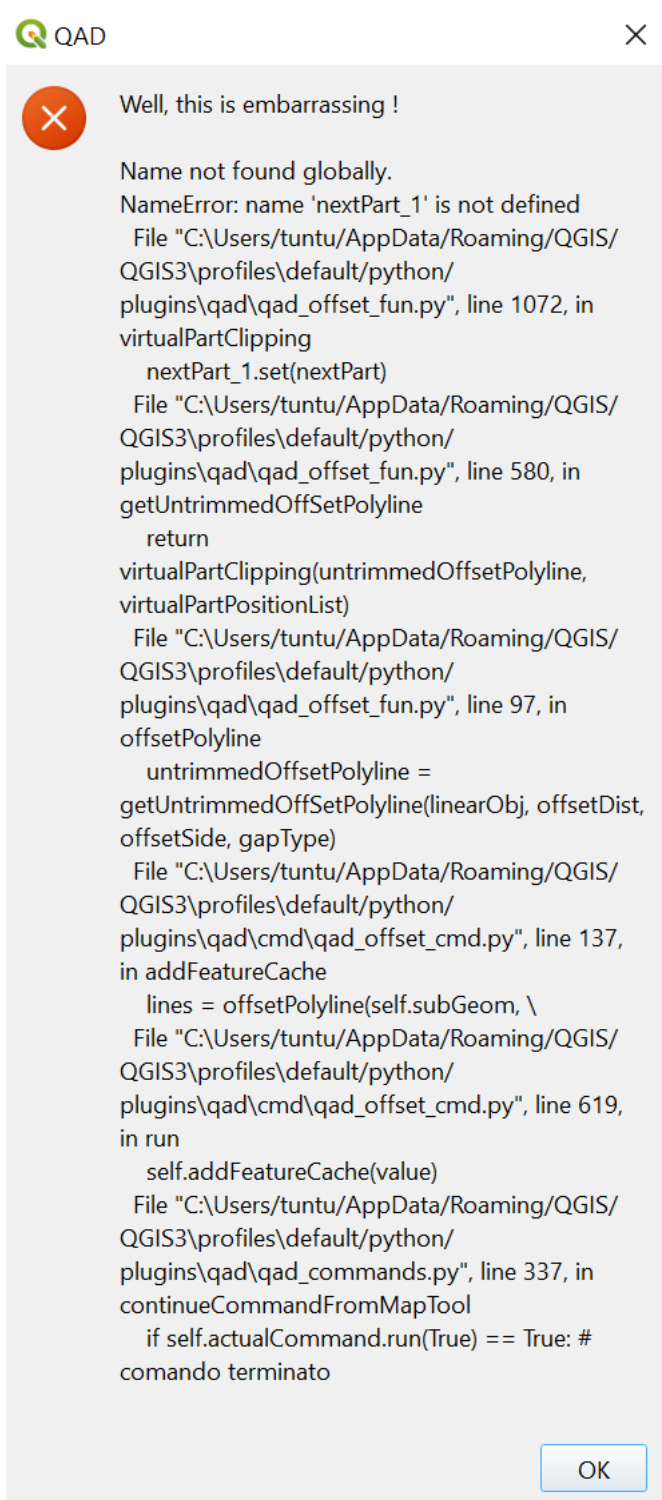 QAD
Well, this is embarrassing !
Name not found globally.
NameError: name 'nextPart_1' is not defined
File "C:\Users/tuntu/AppData/Roaming/QGIS/
QGIS3\profiles\default/python/
plugins\qad\qad_offset_fun.py", line 1072, in
virtualPartClipping
nextPart_1.set(nextPart)
File "C:\Users/tuntu/AppData/Roaming/QGIS/
QGIS3\profiles\default/python/
plugins\qad\qad_offset_fun.py", line 580, in
getUntrimmedOffSetPolyline
return
virtualPartClipping(untrimmedOffsetPolyline,
virtualPartPositionList)
File "C:\Users/tuntu/AppData/Roaming/QGIS/
QGIS3\profiles\default/python/
plugins\qad\qad_offset_fun.py", line 97, in
offsetPolyline
untrimmedOffsetPolyline =
getUntrimmedOffSetPolyline(linearObj, offsetDist,
offsetSide, gapType)
File "C:\Users/tuntu/AppData/Roaming/QGIS/
QGIS3\profiles\default/python/
plugins\qad\cmd\qad_offset_cmd.py", line 137,
in addFeatureCache
lines = offsetPolyline(self.subGeom, \
File "C:\Users/tuntu/AppData/Roaming/QGIS/
QGIS3\profiles\default/python/
plugins\qad\cmd\qad_offset_cmd.py", line 619,
in run
self.addFeatureCache(value)
File "C:\Users/tuntu/AppData/Roaming/QGIS/
QGIS3\profiles\default/python/
plugins\qad\qad_commands.py", line 337, in
continueCommandFromMapTool
if self.actualCommand.run(True) == True: #
comando terminato
OK